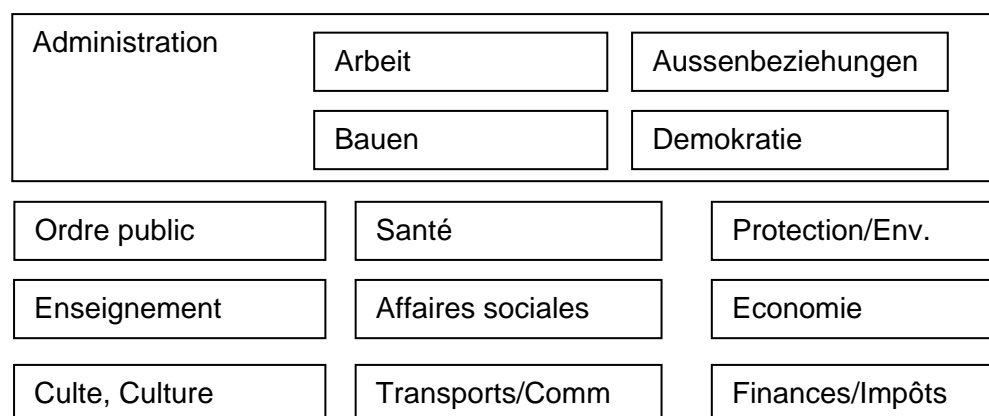 Administration
Arbeit
Aussenbeziehungen
Bauen
Demokratie
Ordre public
Santé
Protection/Env.
Enseignement
Affaires sociales
Economie
Culte, Culture
Transports/Comm
Finances/Impôts